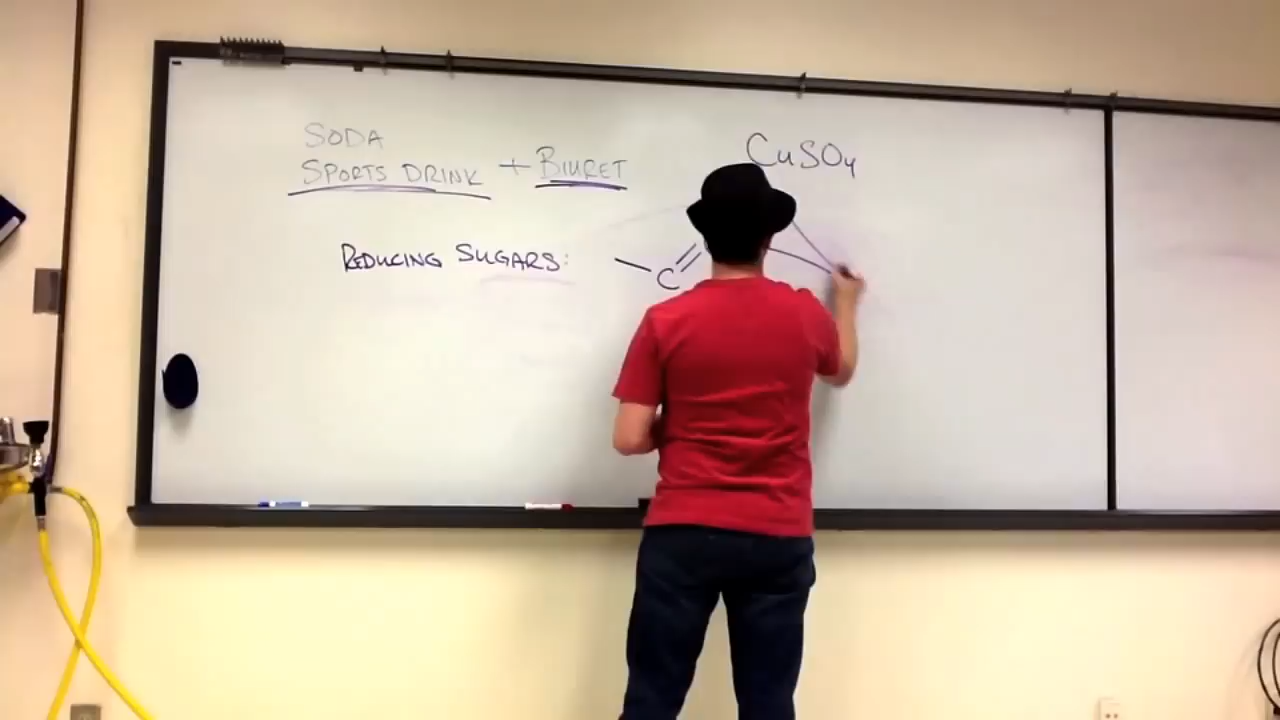 SODA
SPORTS DRINK + BIURET
CuSO4
REDUCING SUGARS:
C